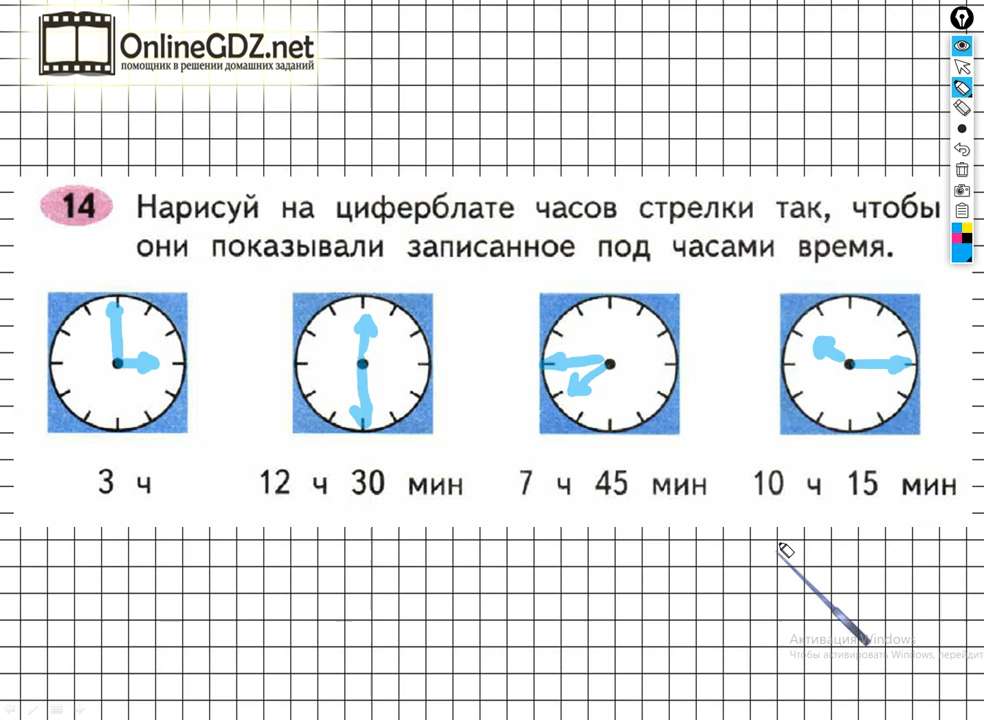 OnlineGDZ.net
помощник в решении домашних заданий
14 Нарисуй на циферблате часов стрелки так, чтобы
они показывали записанное под часами время.
3 ч 12 ч 30 мин 7 ч 45 мин 10 ч 15 мин
Активация Windows
Чтобы активировать Windows, перейдит